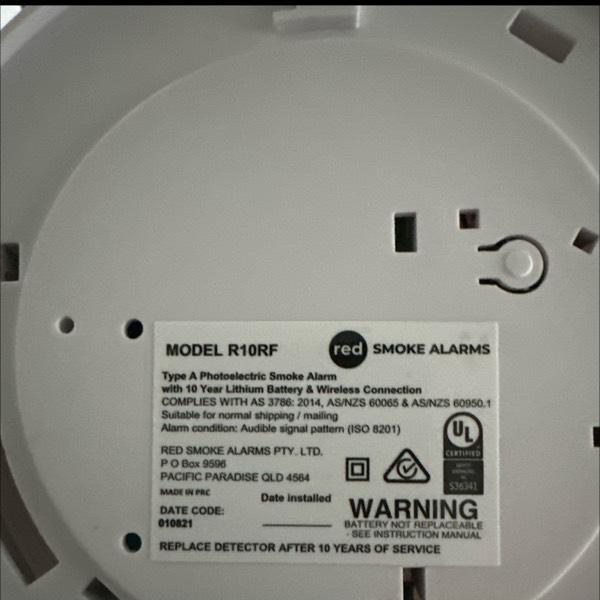 MODEL R10RF
red SMOKE ALARMS
Type A Photoelectric Smoke Alarm
with 10 Year Lithium Battery & Wireless Connection
COMPLIES WITH AS 3786: 2014, AS/NZS 60065 & AS/NZS 60950.1
Suitable for normal shipping / mailing
Alarm condition: Audible signal pattern (ISO 8201)
UL
CERTIFIED
S36341
RED SMOKE ALARMS PTY. LTD.
P O Box 9596
PACIFIC PARADISE QLD 4564
MADE IN PRC
Date installed
DATE CODE:
010821
WARNING
BATTERY NOT REPLACEABLE
- SEE INSTRUCTION MANUAL
REPLACE DETECTOR AFTER 10 YEARS OF SERVICE